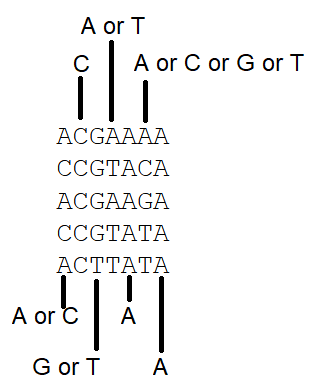 A or T
C
A or C or G or T
ACGAAAA
CCGTACA
ACGAAGA
CCGTATA
ACTTATA
A or C
A
G or T
A